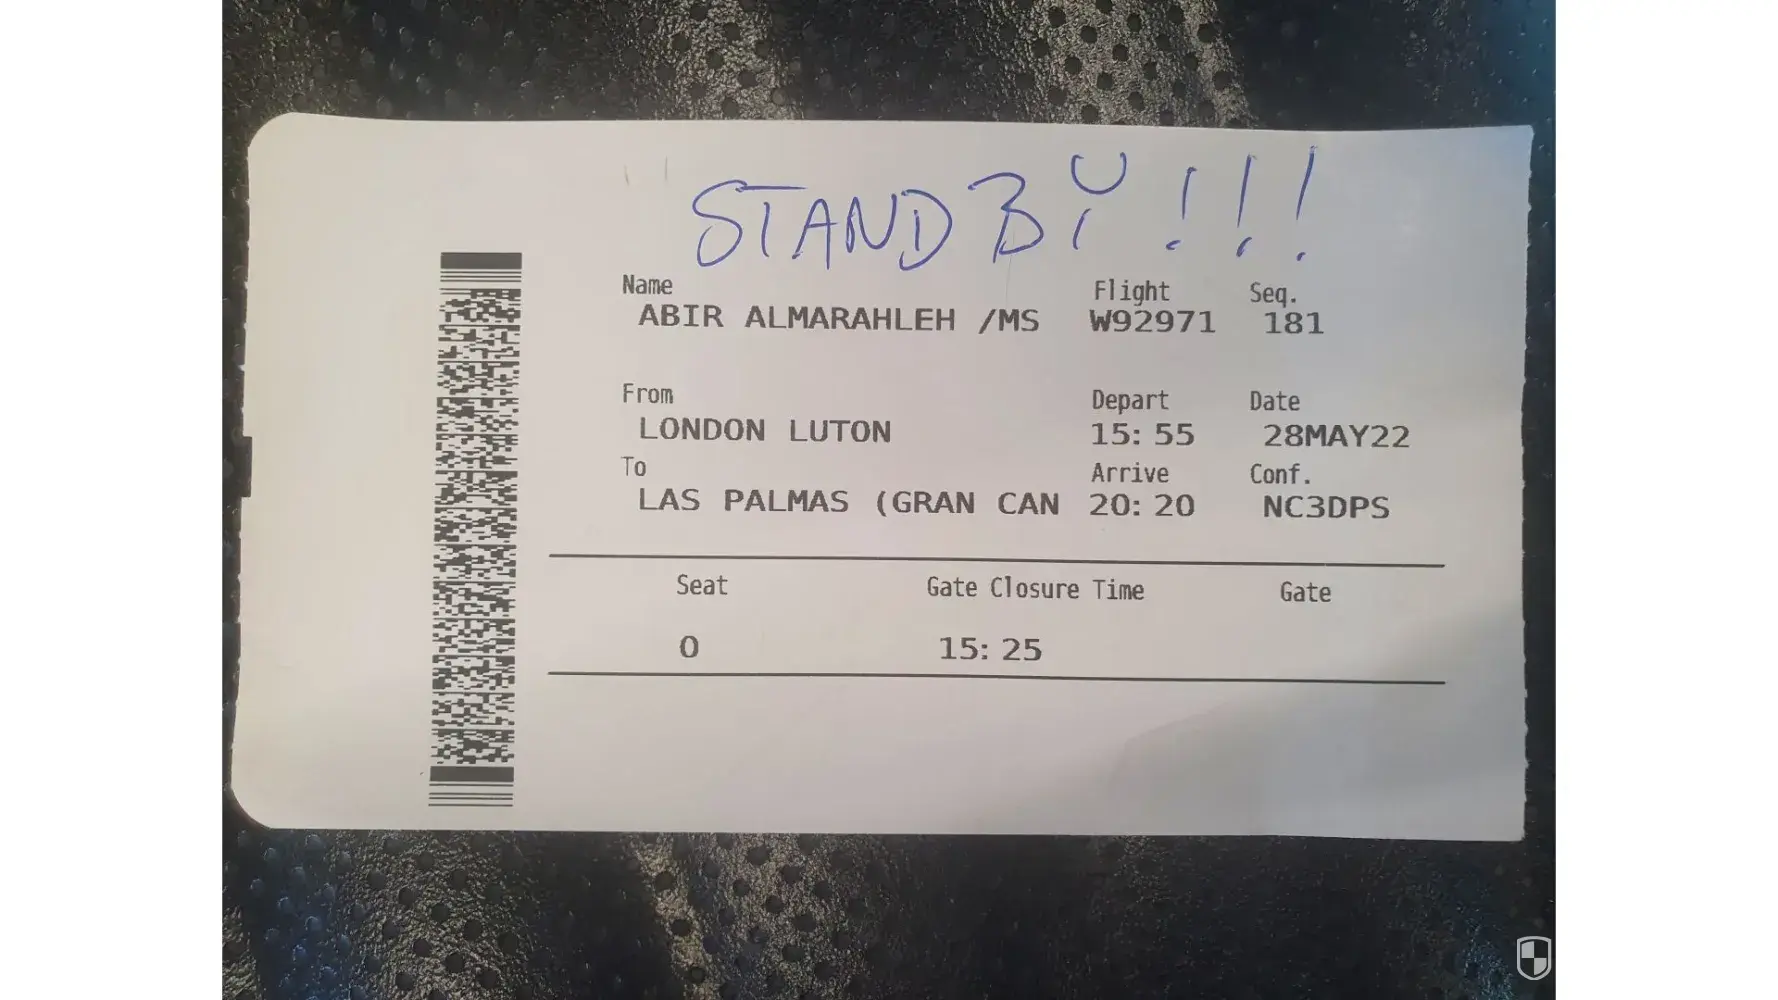 STANDBY!!!
Name Flight Seq.
ABIR ALMARAHLEH /MS W92971 181
From Depart Date
LONDON LUTON 15: 55 28MAY22
To Arrive Conf.
LAS PALMAS (GRAN CAN 20: 20 NC3DPS
Seat Gate Closure Time Gate
0 15: 25